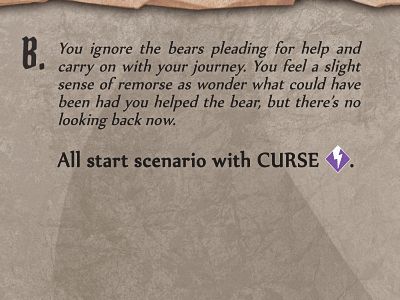 B. You ignore the bears pleading for help and
carry on with your journey. You feel a slight
sense of remorse as wonder what could have
been had you helped the bear, but there's no
looking back now.
All start scenario with CURSE .